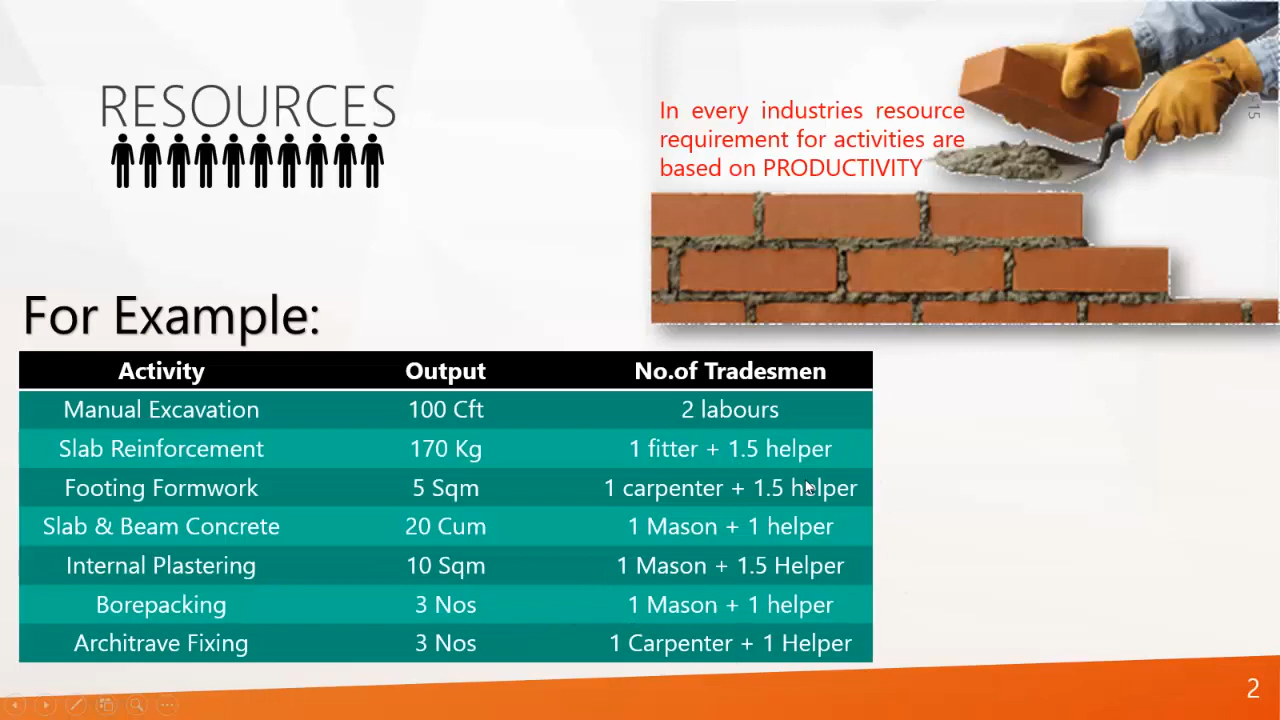 RESOURCES
In every industries resource
requirement for activities are
based on PRODUCTIVITY
'15
For Example:
Activity Output No.of Tradesmen
Manual Excavation 100 Cft 2 labours
Slab Reinforcement 170 Kg 1 fitter + 1.5 helper
Footing Formwork 5 Sqm 1 carpenter + 1.5 helper
Slab & Beam Concrete 20 Cum 1 Mason + 1 helper
Internal Plastering 10 Sqm 1 Mason + 1.5 Helper
Borepacking 3 Nos 1 Mason + 1 helper
Architrave Fixing 3 Nos 1 Carpenter + 1 Helper
2